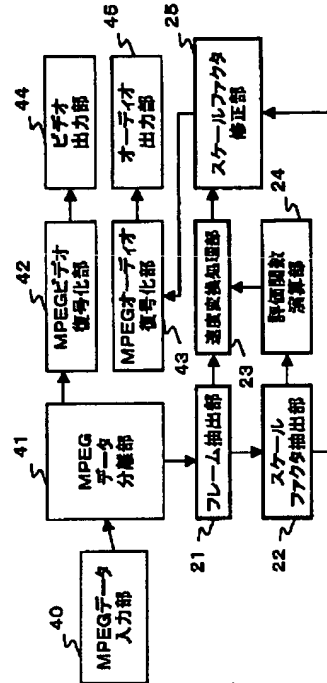 40
MPEGデータ
入力部
41
MPEG
データ
分離部
42
MPEGビデオ
復号化部
44
ビデオ
出力部
MPEGオーディオ
復号化部
43
46
オーディオ
出力部
21
フレーム抽出部
速度変換処理部
23
25
スケールファクタ
修正部
22
スケール
ファクタ抽出部
評価関数
演算部
24